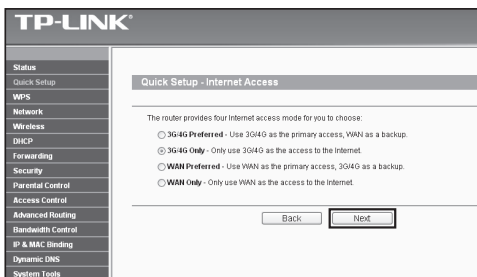 TP-LINK®
Status
Quick Setup
WPS
Network
Wireless
DHCP
Forwarding
Security
Parental Control
Access Control
Advanced Routing
Bandwidth Control
IP & MAC Binding
Dynamic DNS
System Tools
Quick Setup - Internet Access
The router provides four Internet access mode for you to choose:
3G/4G Preferred - Use 3G/4G as the primary access, WAN as a backup.
3G/4G Only - Only use 3G/4G as the access to the Internet.
WAN Preferred - Use WAN as the primary access, 3G/4G as a backup.
WAN Only - Only use WAN as the access to the Internet.
Back Next